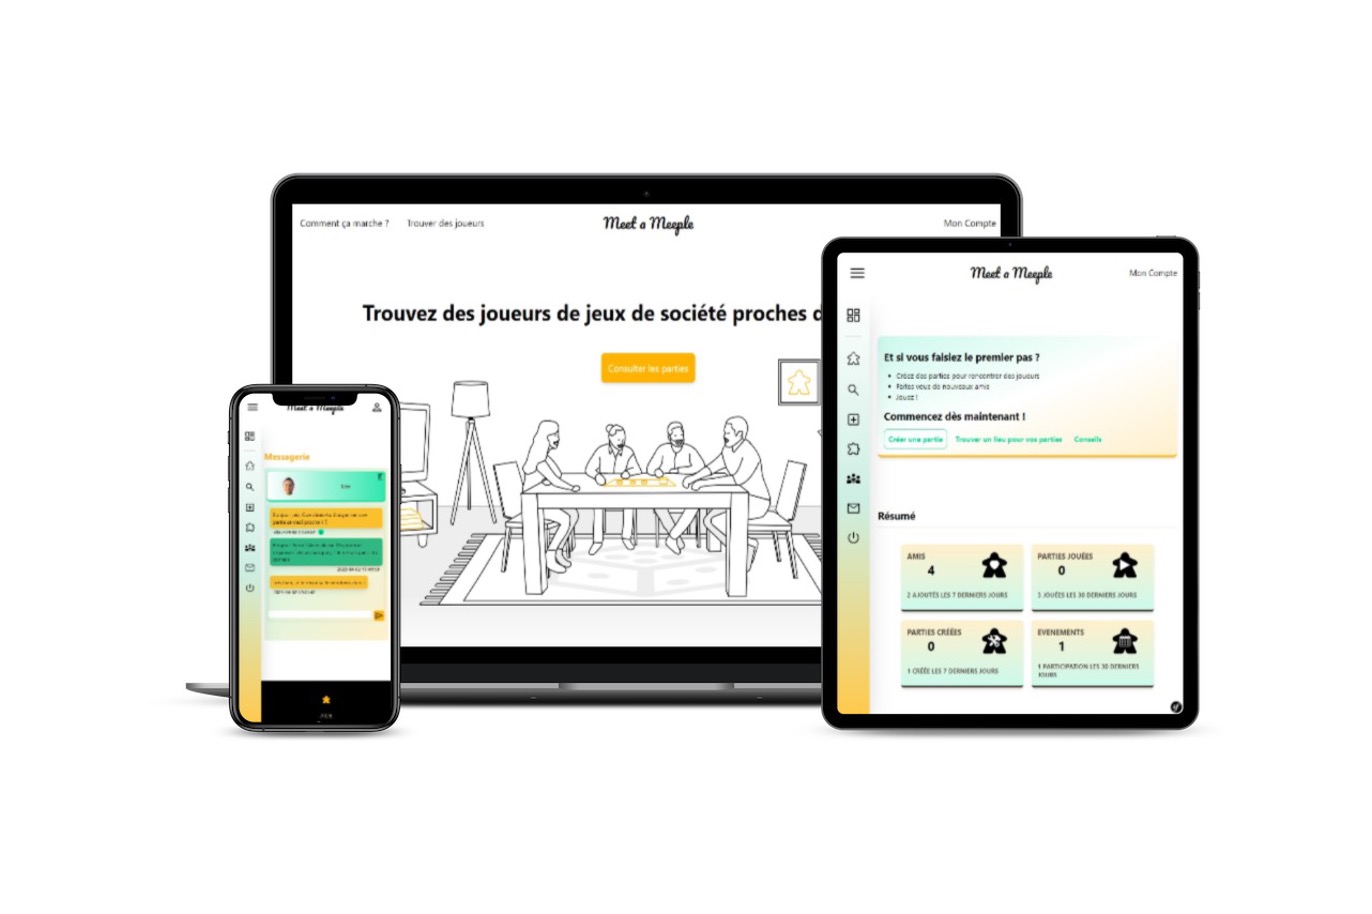 Comment ça marche ?
Trouver des joueurs
Meet a Meeple
Mon Compte
Trouvez des joueurs de jeux de société proches d
Consulter les parties
Meet a Meeple
Messagerie
Meet a Meeple
Mon Compte
Et si vous faisiez le premier pas ?
Créez des parties pour rencontrer des joueurs
Faites vous de nouveaux amis
Jouez !
Commencez dès maintenant !
Créer une partie
Trouver un lieu pour vos parties
Conseils
Résumé
AMIS
4
2 AJOUTÉS LES 7 DERNIERS JOURS
PARTIES JOUÉES
0
3 JOUÉES LES 30 DERNIERS JOURS
PARTIES CRÉÉES
0
1 CRÉÉE LES 7 DERNIERS JOURS
EVENEMENTS
1
1 PARTICIPATION LES 30 DERNIERS
JOURS